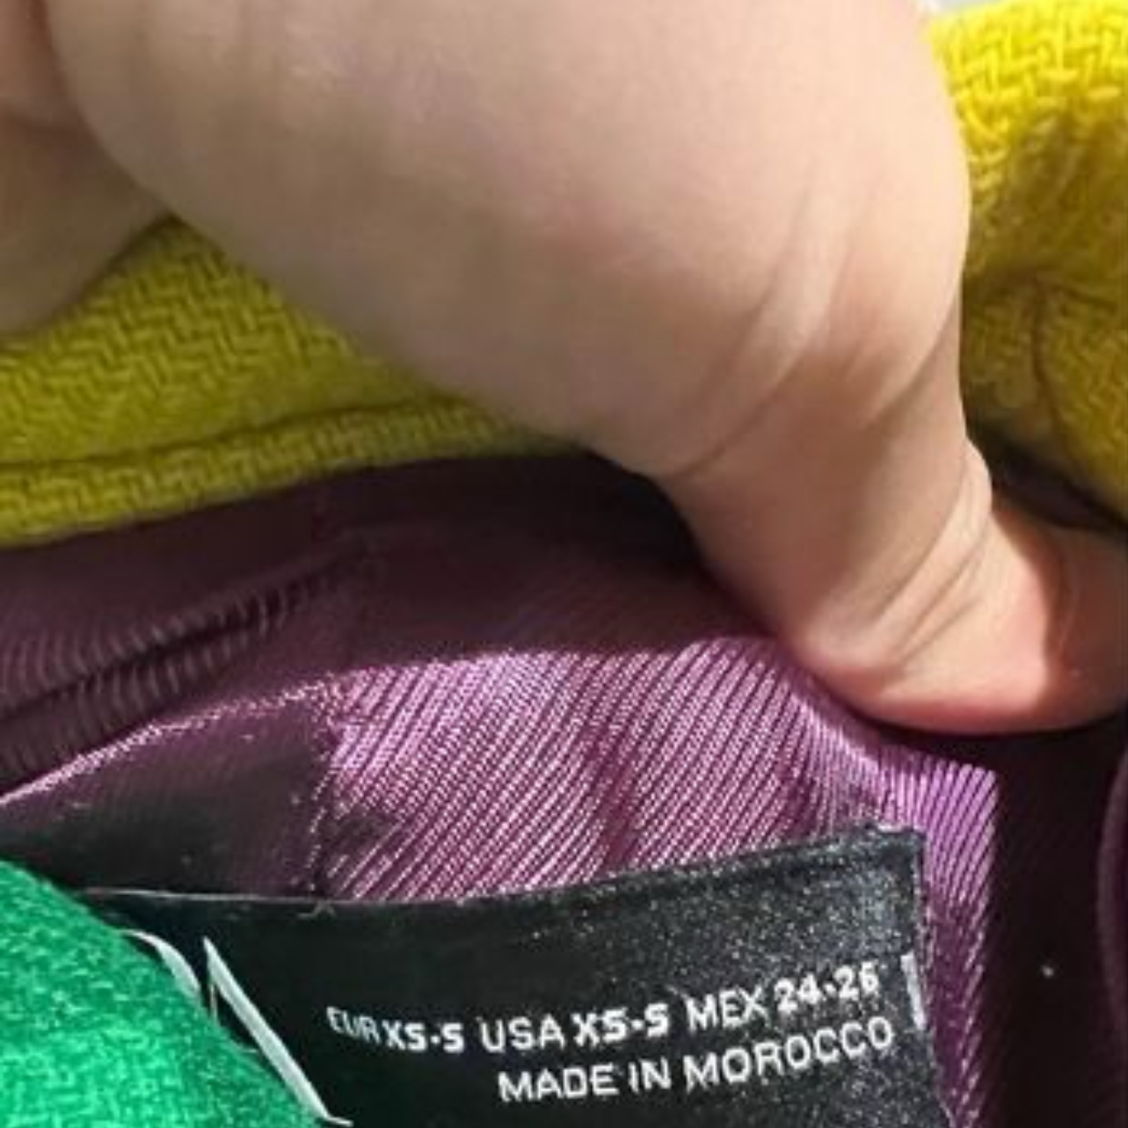 EUR XS-S USA XS-S MEX 24-26
MADE IN MOROCCO